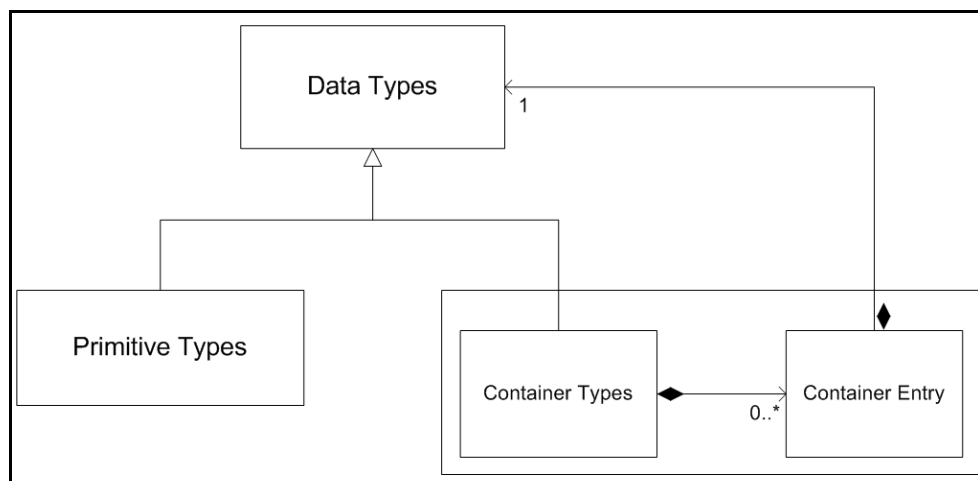 Data Types
1
Primitive Types
Container Types
0..*
Container Entry